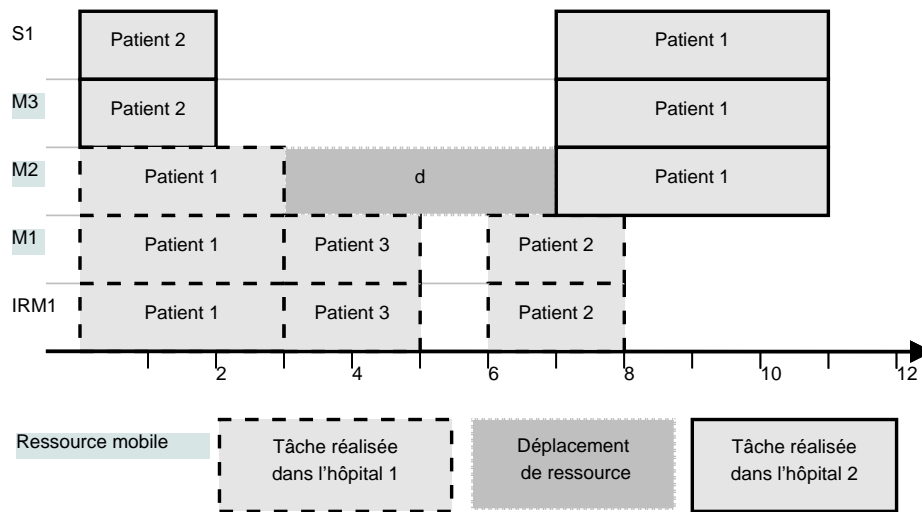 S1 Patient 2 Patient 1
M3 Patient 2 Patient 1
M2 Patient 1 d Patient 1
M1 Patient 1 Patient 3 Patient 2
IRM1 Patient 1 Patient 3 Patient 2
2 4 6 8 10 12
Ressource mobile
Tâche réalisée
dans l'hôpital 1
Déplacement
de ressource
Tâche réalisée
dans l'hôpital 2